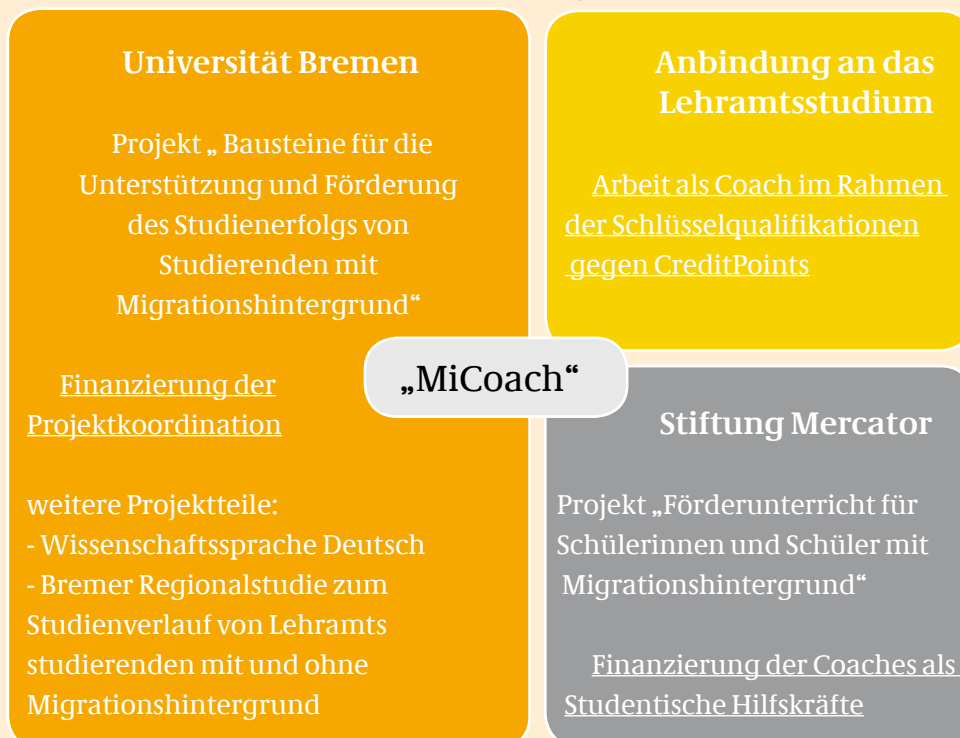 Universität Bremen
Projekt „ Bausteine für die
Unterstützung und Förderung
des Studienerfolgs von
Studierenden mit
Migrationshintergrund“
Finanzierung der
Projektkoordination
weitere Projektteile:
- Wissenschaftssprache Deutsch
- Bremer Regionalstudie zum
Studienverlauf von Lehramts
studierenden mit und ohne
Migrationshintergrund
„MiCoach“
Anbindung an das
Lehramtsstudium
Arbeit als Coach im Rahmen
der Schlüsselqualifikationen
gegen CreditPoints
Stiftung Mercator
Projekt „Förderunterricht für
Schülerinnen und Schüler mit
Migrationshintergrund“
Finanzierung der Coaches als
Studentische Hilfskräfte